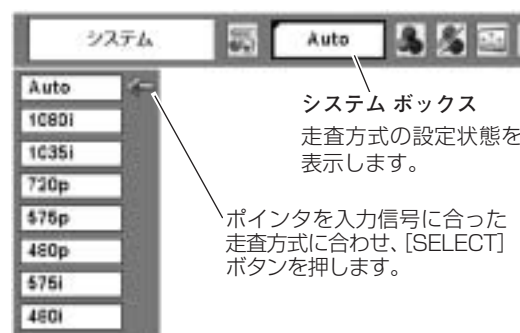 システム
Auto
Auto
1080i
1035i
720p
575p
480p
575i
480i
システム ボックス
走査方式の設定状態を
表示します。
ポインタを入力信号に合った
走査方式に合わせ、[SELECT]
ボタンを押します。